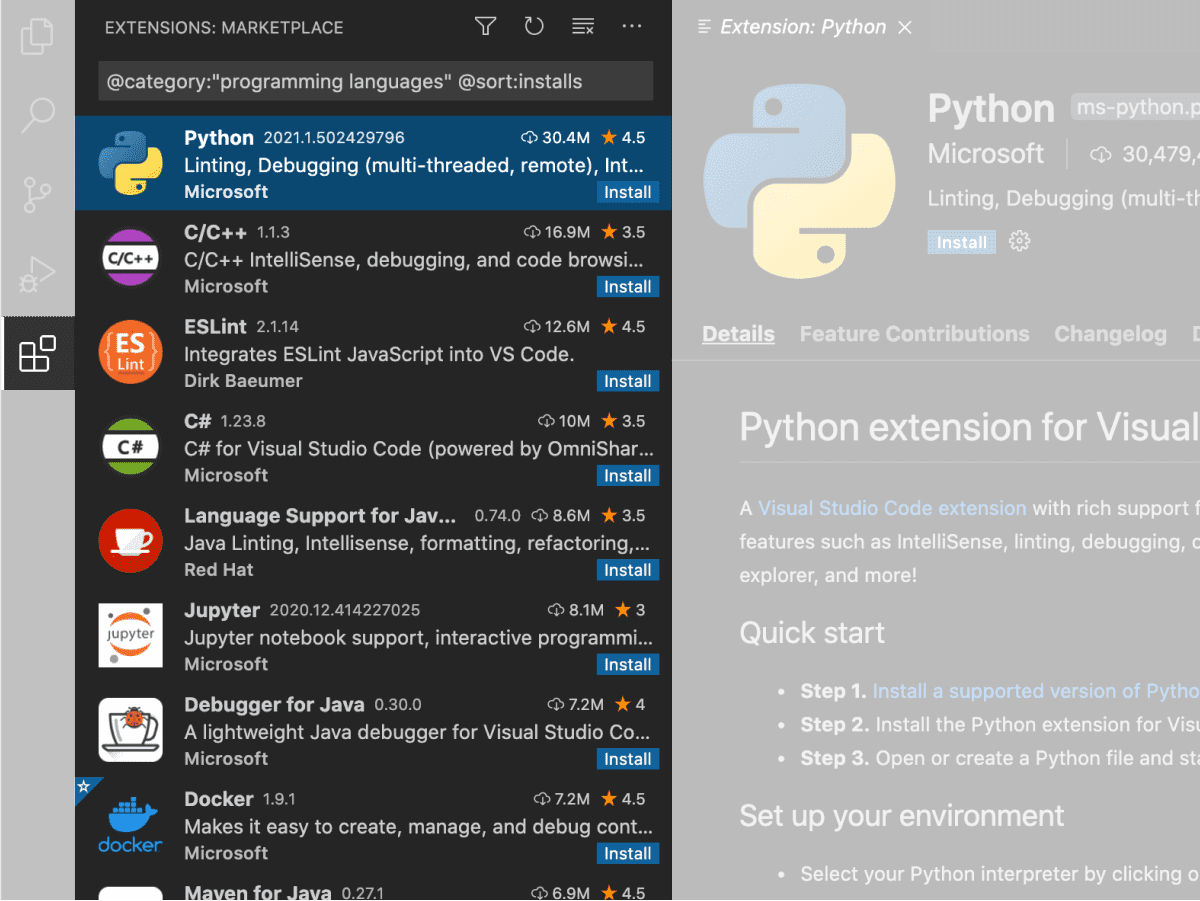 EXTENSIONS: MARKETPLACE
@category:"programming languages" @sort:installs
Python 2021.1.502429796 30.4M 4.5
Linting, Debugging (multi-threaded, remote), Int...
Microsoft Install
C/C++
C/C++ 1.1.3 16.9M 3.5
C/C++ IntelliSense, debugging, and code browsi...
Microsoft Install
ES
Lint
ESLint 2.1.14 12.6M 4.5
Integrates ESLint JavaScript into VS Code.
Dirk Baeumer Install
C#
C# 1.23.8 10M 3.5
C# for Visual Studio Code (powered by OmniShar...
Microsoft Install
Language Support for Jav... 0.74.0 8.6M 3.5
Java Linting, Intellisense, formatting, refactoring,...
Red Hat Install
jupyter
Jupyter 2020.12.414227025 8.1M 3
Jupyter notebook support, interactive programmi...
Microsoft Install
Debugger for Java 0.30.0 7.2M 4
A lightweight Java debugger for Visual Studio Co...
Microsoft Install
docker
Docker 1.9.1 7.2M 4.5
Makes it easy to create, manage, and debug cont...
Microsoft Install
Maven for Java 0.27.1 6.9M 4.5
Extension: Python
Python ms-python.p
Microsoft 30,479,
Linting, Debugging (multi-th
Install
Details Feature Contributions Changelog
Python extension for Visual
A Visual Studio Code extension with rich support f
features such as IntelliSense, linting, debugging, c
explorer, and more!
Quick start
• Step 1. Install a supported version of Pytho
• Step 2. Install the Python extension for Visu
• Step 3. Open or create a Python file and sta
Set up your environment
• Select your Python interpreter by clicking o